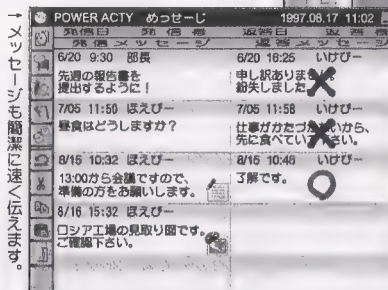 →メッセージも簡潔に速く伝えます。
POWER ACTY めっせーじ 1997.08.17 11:02
発信日 発信者 返答日 返答者
発信メッセージ 返答メッセージ
6/20 9:30 部長 6/20 16:25 いけぴー
先週の報告書を
提出するように!
申し訳ありま
紛失しました
7/05 11:50 ほえぴー 7/05 11:58 いけぴー
昼食はどうしますか?
仕事がかたづ いから、
先に食べてい さい。
8/15 10:32 ほえぴー 8/15 10:46 いけぴー
13:00から会議ですので、
準備の方をお願いします。
了解です。
8/16 15:32 ほえぴー
ロシア工場の見取り図です。
ご確認下さい。